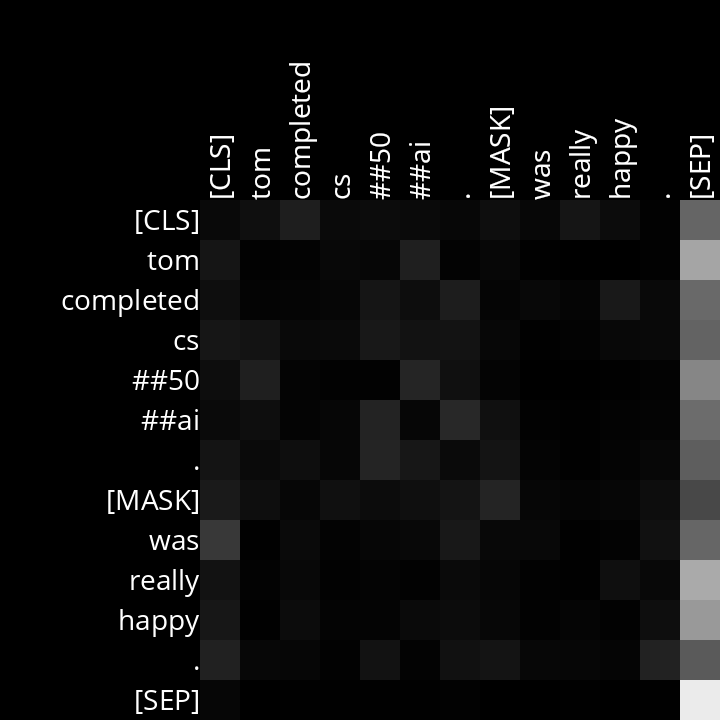 [CLS] tom completed cs ##50 ##ai . [MASK] was really happy . [SEP]
[CLS]
tom
completed
cs
##50
##ai
.
[MASK]
was
really
happy
.
[SEP]